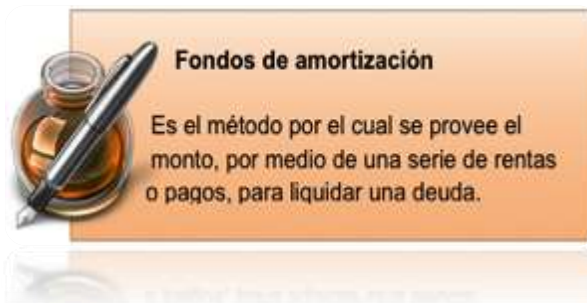 Fondos de amortización
Es el método por el cual se provee el
monto, por medio de una serie de rentas
o pagos, para liquidar una deuda.